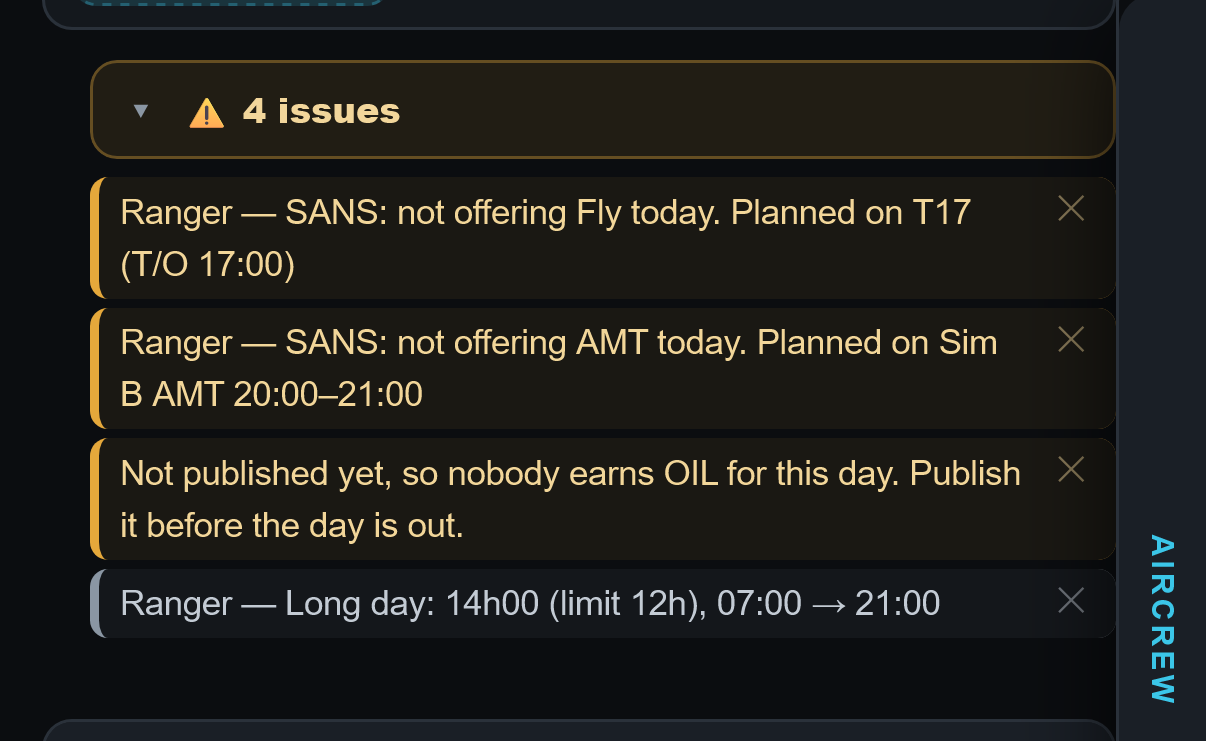 4 issues
Ranger — SANS: not offering Fly today. Planned on T17
(T/O 17:00)
Ranger — SANS: not offering AMT today. Planned on Sim
B AMT 20:00–21:00
Not published yet, so nobody earns OIL for this day. Publish
it before the day is out.
Ranger — Long day: 14h00 (limit 12h), 07:00 → 21:00
AIRCREW